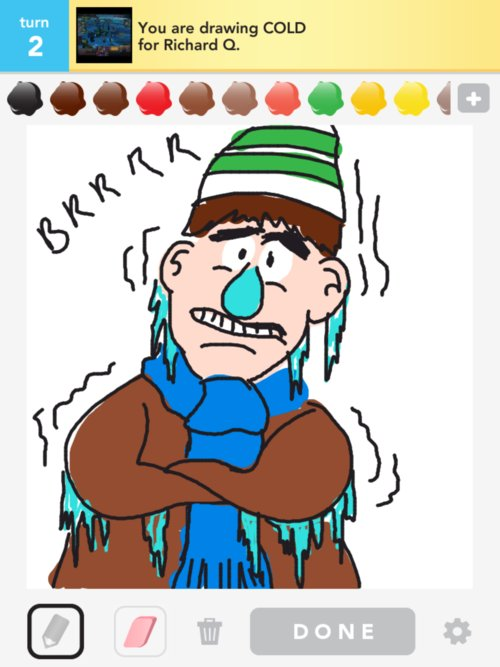 turn
2
You are drawing COLD
for Richard Q.
BRRRR
DONE